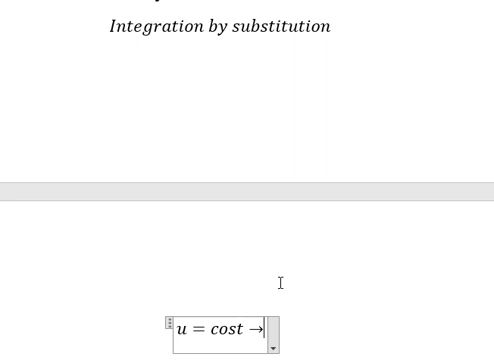 Integration by substitution
u = cost →